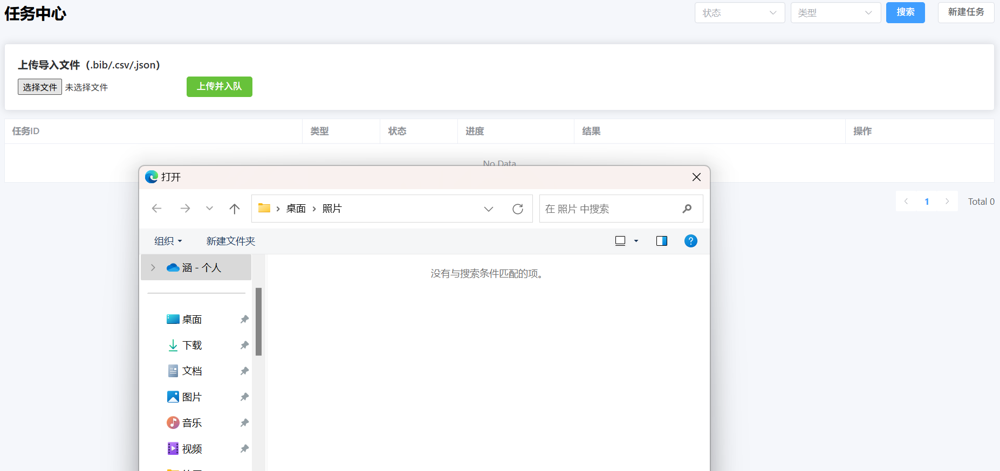 任务中心
状态
类型
搜索
新建任务
上传导入文件（.bib/.csv/.json）
选择文件 未选择文件
上传并入队
任务ID 类型 状态 进度 结果 操作
No Data
1
Total 0
打开
桌面 › 照片
在 照片 中搜索
组织
新建文件夹
涵 - 个人
没有与搜索条件匹配的项。
桌面
下载
文档
图片
音乐
视频